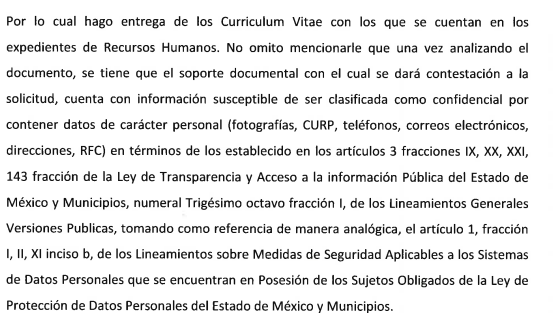 Por lo cual hago entrega de los Curriculum Vitae con los que se cuentan en los
expedientes de Recursos Humanos. No omito mencionarle que una vez analizando el
documento, se tiene que el soporte documental con el cual se dará contestación a la
solicitud, cuenta con información susceptible de ser clasificada como confidencial por
contener datos de carácter personal (fotografías, CURP, teléfonos, correos electrónicos,
direcciones, RFC) en términos de los establecido en los artículos 3 fracciones IX, XX, XXI,
143 fracción de la Ley de Transparencia y Acceso a la información Pública del Estado de
México y Municipios, numeral Trigésimo octavo fracción I, de los Lineamientos Generales
Versiones Publicas, tomando como referencia de manera analógica, el artículo 1, fracción
I, II, XI inciso b, de los Lineamientos sobre Medidas de Seguridad Aplicables a los Sistemas
de Datos Personales que se encuentran en Posesión de los Sujetos Obligados de la Ley de
Protección de Datos Personales del Estado de México y Municipios.